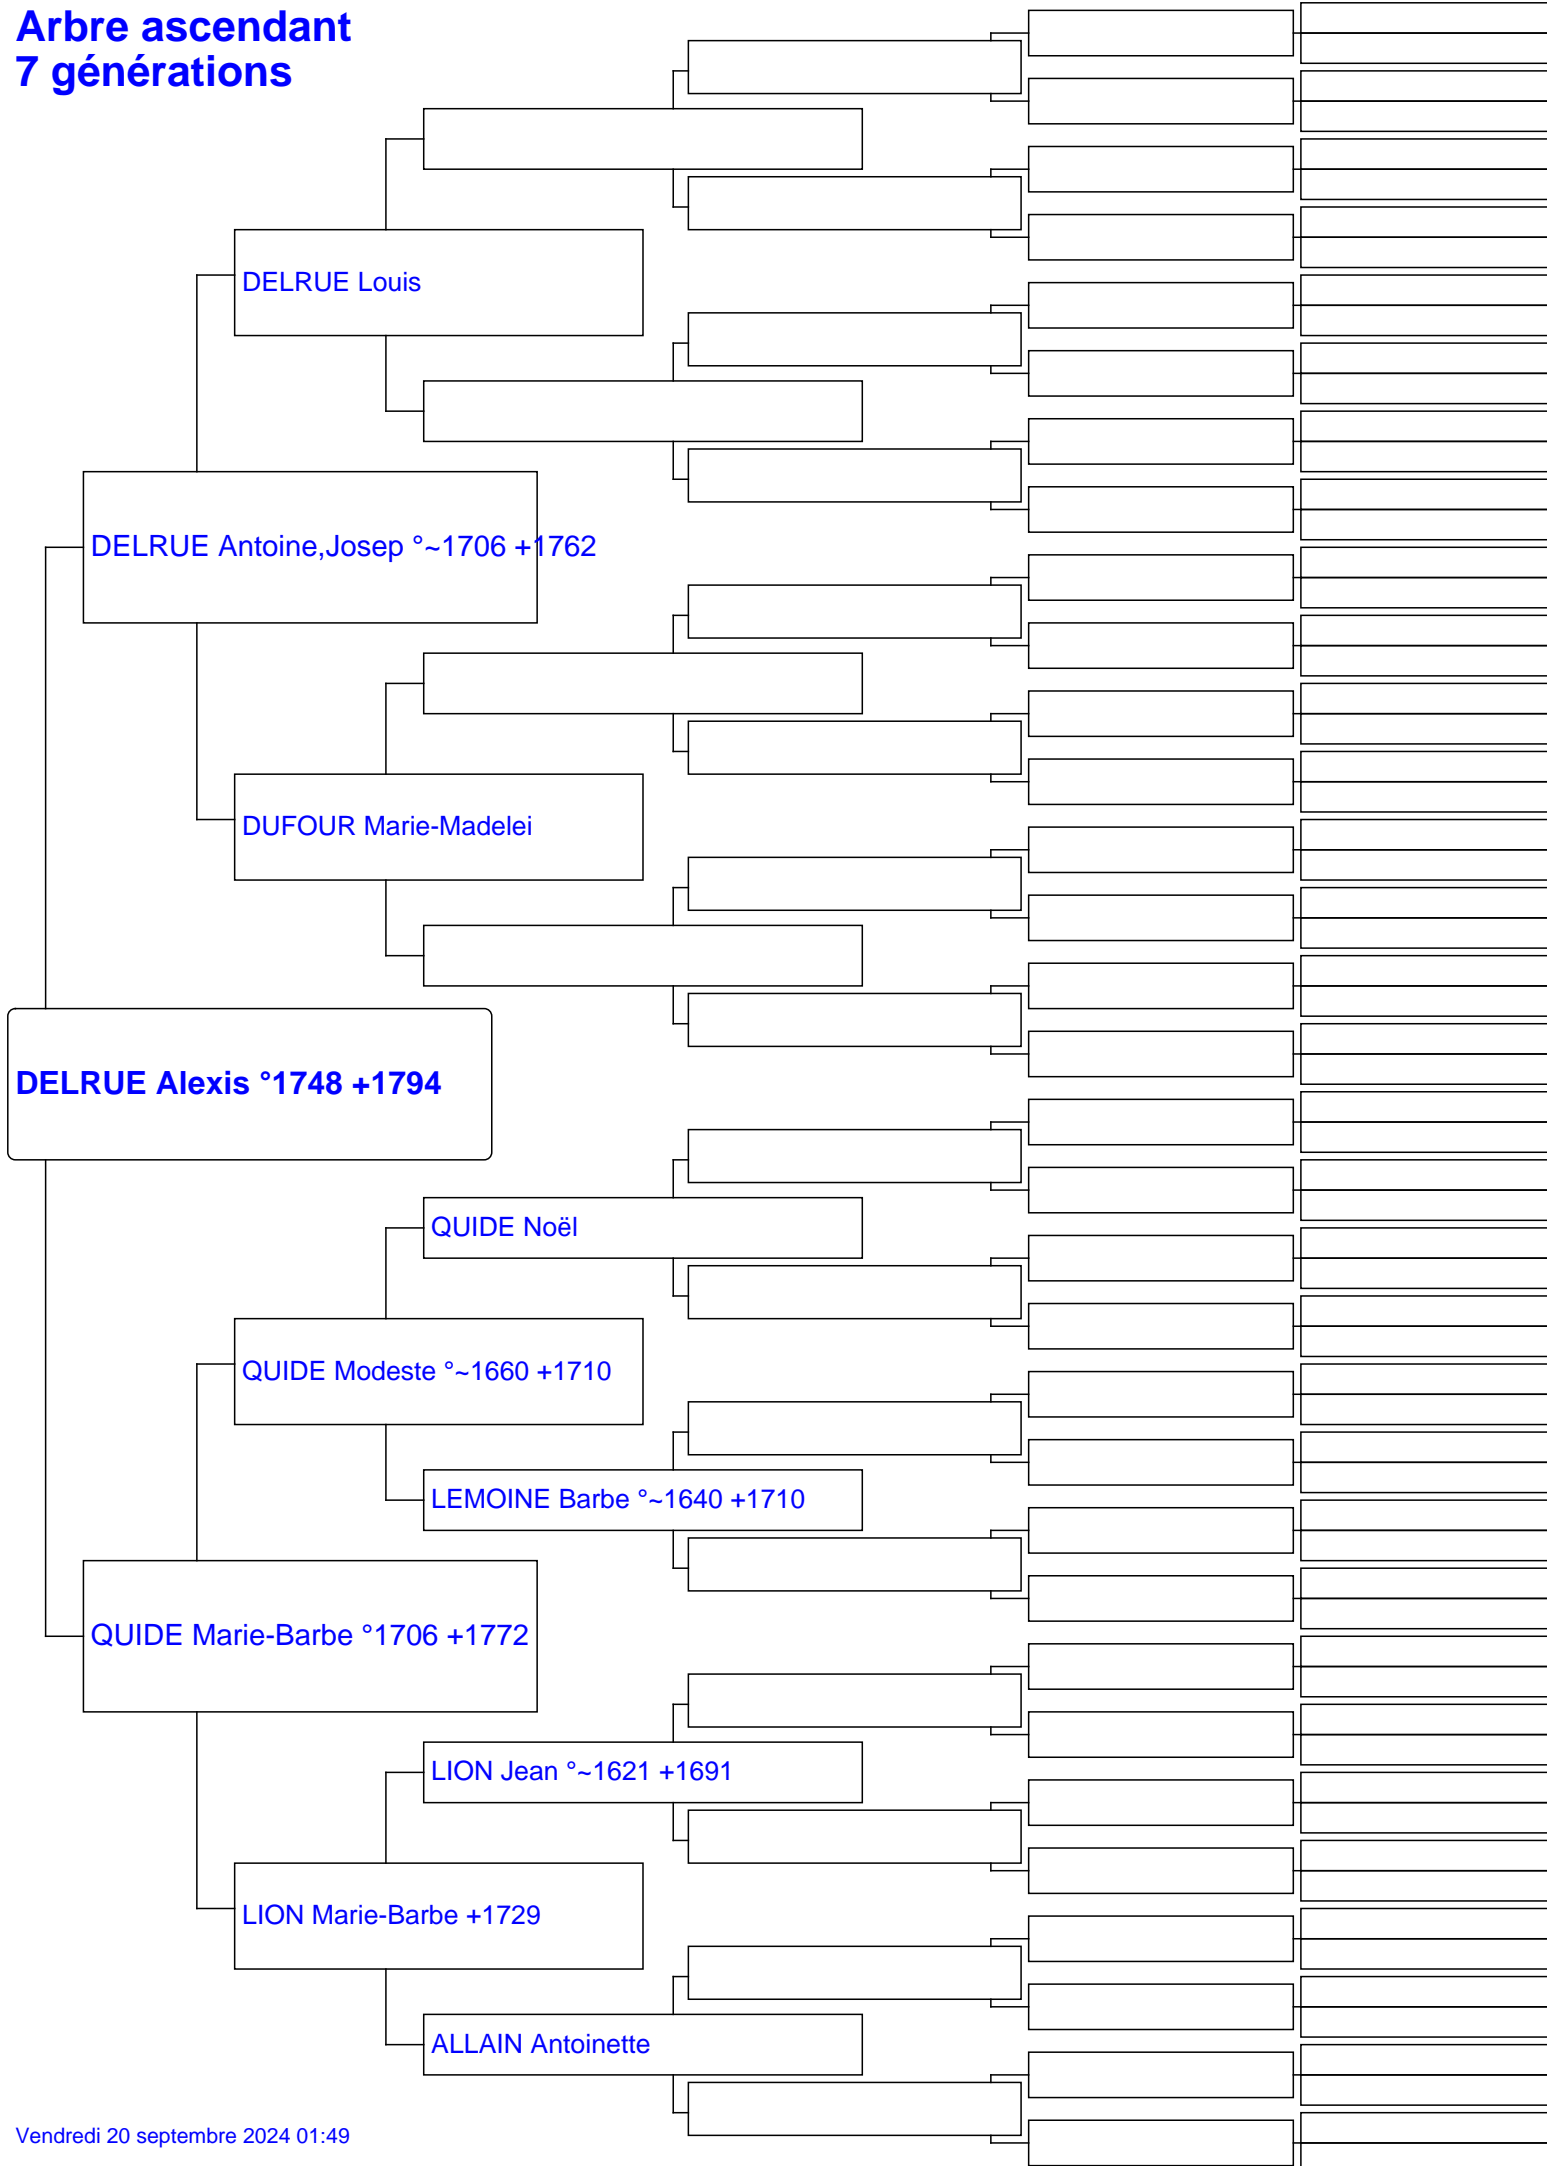 Arbre ascendant
7 générations
DELRUE Louis
DELRUE Antoine,Josep °~1706 +1762
DUFOUR Marie-Madelei
DELRUE Alexis °1748 +1794
QUIDE Noël
QUIDE Modeste °~1660 +1710
LEMOINE Barbe °~1640 +1710
QUIDE Marie-Barbe °1706 +1772
LION Jean °~1621 +1691
LION Marie-Barbe +1729
ALLAIN Antoinette
Vendredi 20 septembre 2024 01:49